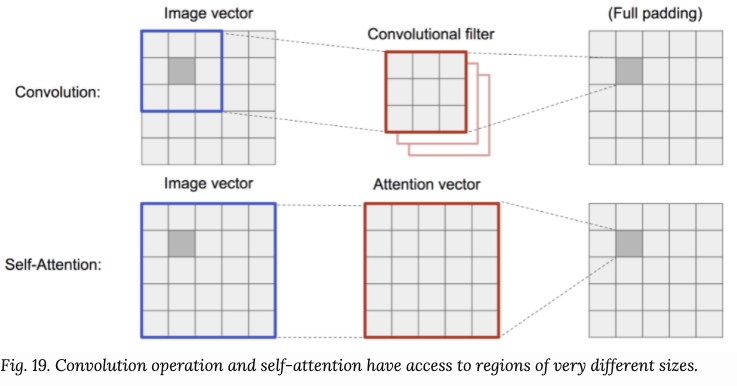 Image vector
(Full padding)
Convolutional filter
Convolution:
Image vector
Attention vector
Self-Attention:
Fig. 19. Convolution operation and self-attention have access to regions of very different sizes.